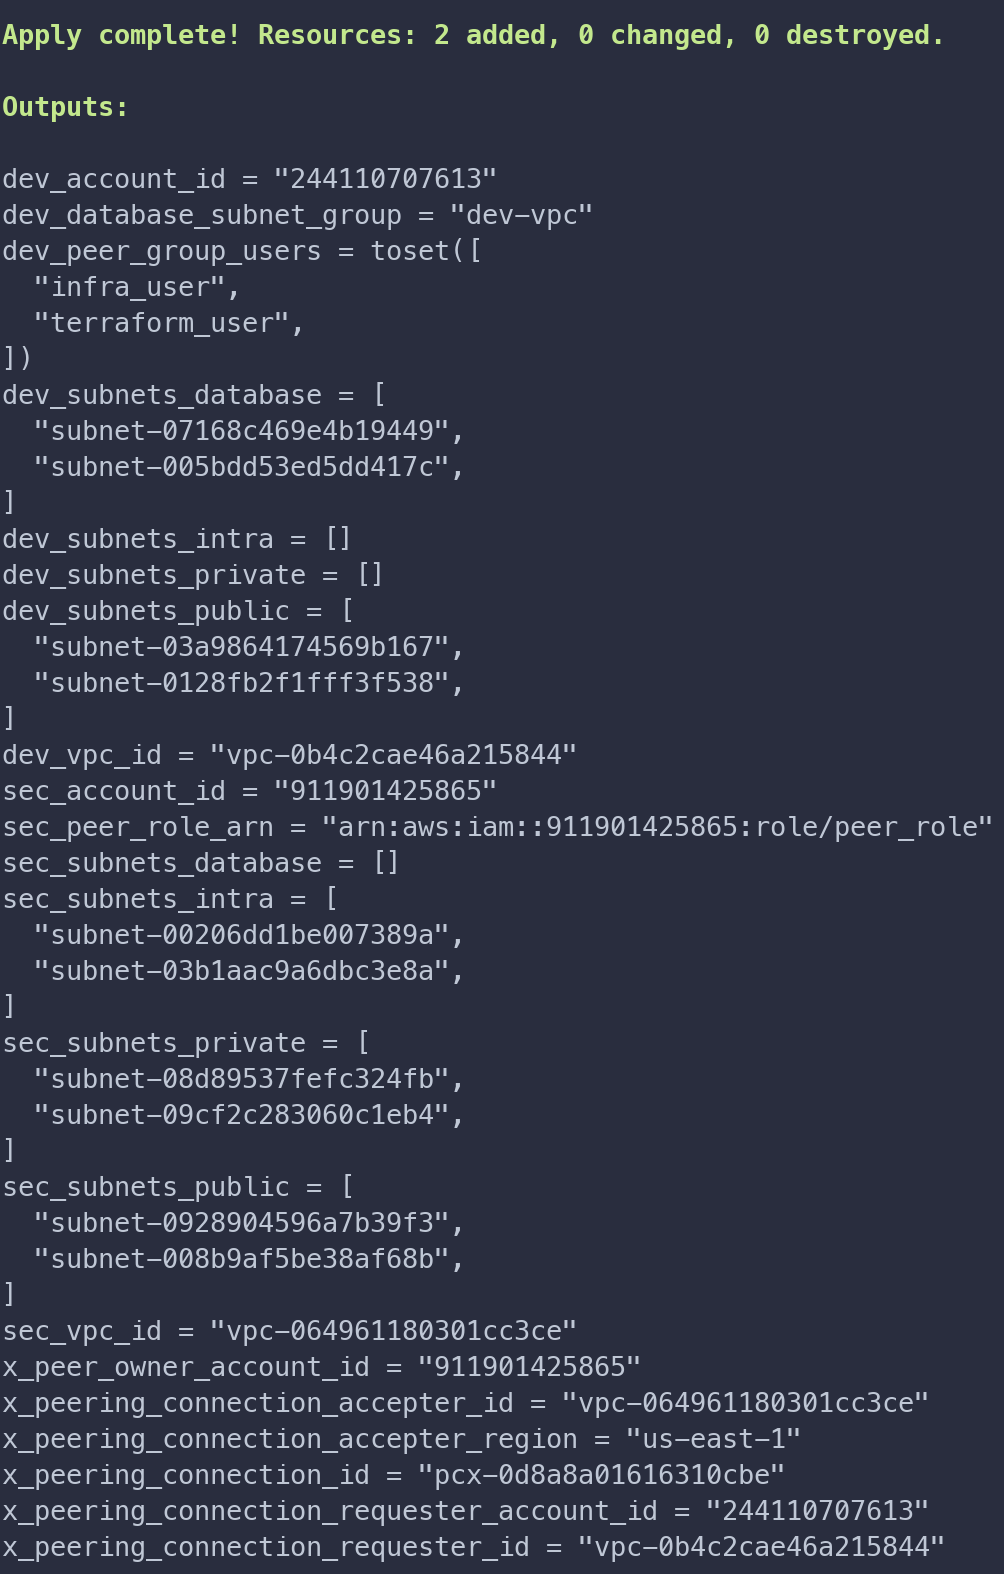 Apply complete! Resources: 2 added, 0 changed, 0 destroyed.
Outputs:
dev_account_id = "244110707613"
dev_database_subnet_group = "dev-vpc"
dev_peer_group_users = toset([
  "infra_user",
  "terraform_user",
])
dev_subnets_database = [
  "subnet-07168c469e4b19449",
  "subnet-005bdd53ed5dd417c",
]
dev_subnets_intra = []
dev_subnets_private = []
dev_subnets_public = [
  "subnet-03a9864174569b167",
  "subnet-0128fb2f1fff3f538",
]
dev_vpc_id = "vpc-0b4c2cae46a215844"
sec_account_id = "911901425865"
sec_peer_role_arn = "arn:aws:iam::911901425865:role/peer_role"
sec_subnets_database = []
sec_subnets_intra = [
  "subnet-00206dd1be007389a",
  "subnet-03b1aac9a6dbc3e8a",
]
sec_subnets_private = [
  "subnet-08d89537fefc324fb",
  "subnet-09cf2c283060c1eb4",
]
sec_subnets_public = [
  "subnet-0928904596a7b39f3",
  "subnet-008b9af5be38af68b",
]
sec_vpc_id = "vpc-064961180301cc3ce"
x_peer_owner_account_id = "911901425865"
x_peering_connection_accepter_id = "vpc-064961180301cc3ce"
x_peering_connection_accepter_region = "us-east-1"
x_peering_connection_id = "pcx-0d8a8a01616310cbe"
x_peering_connection_requester_account_id = "244110707613"
x_peering_connection_requester_id = "vpc-0b4c2cae46a215844"